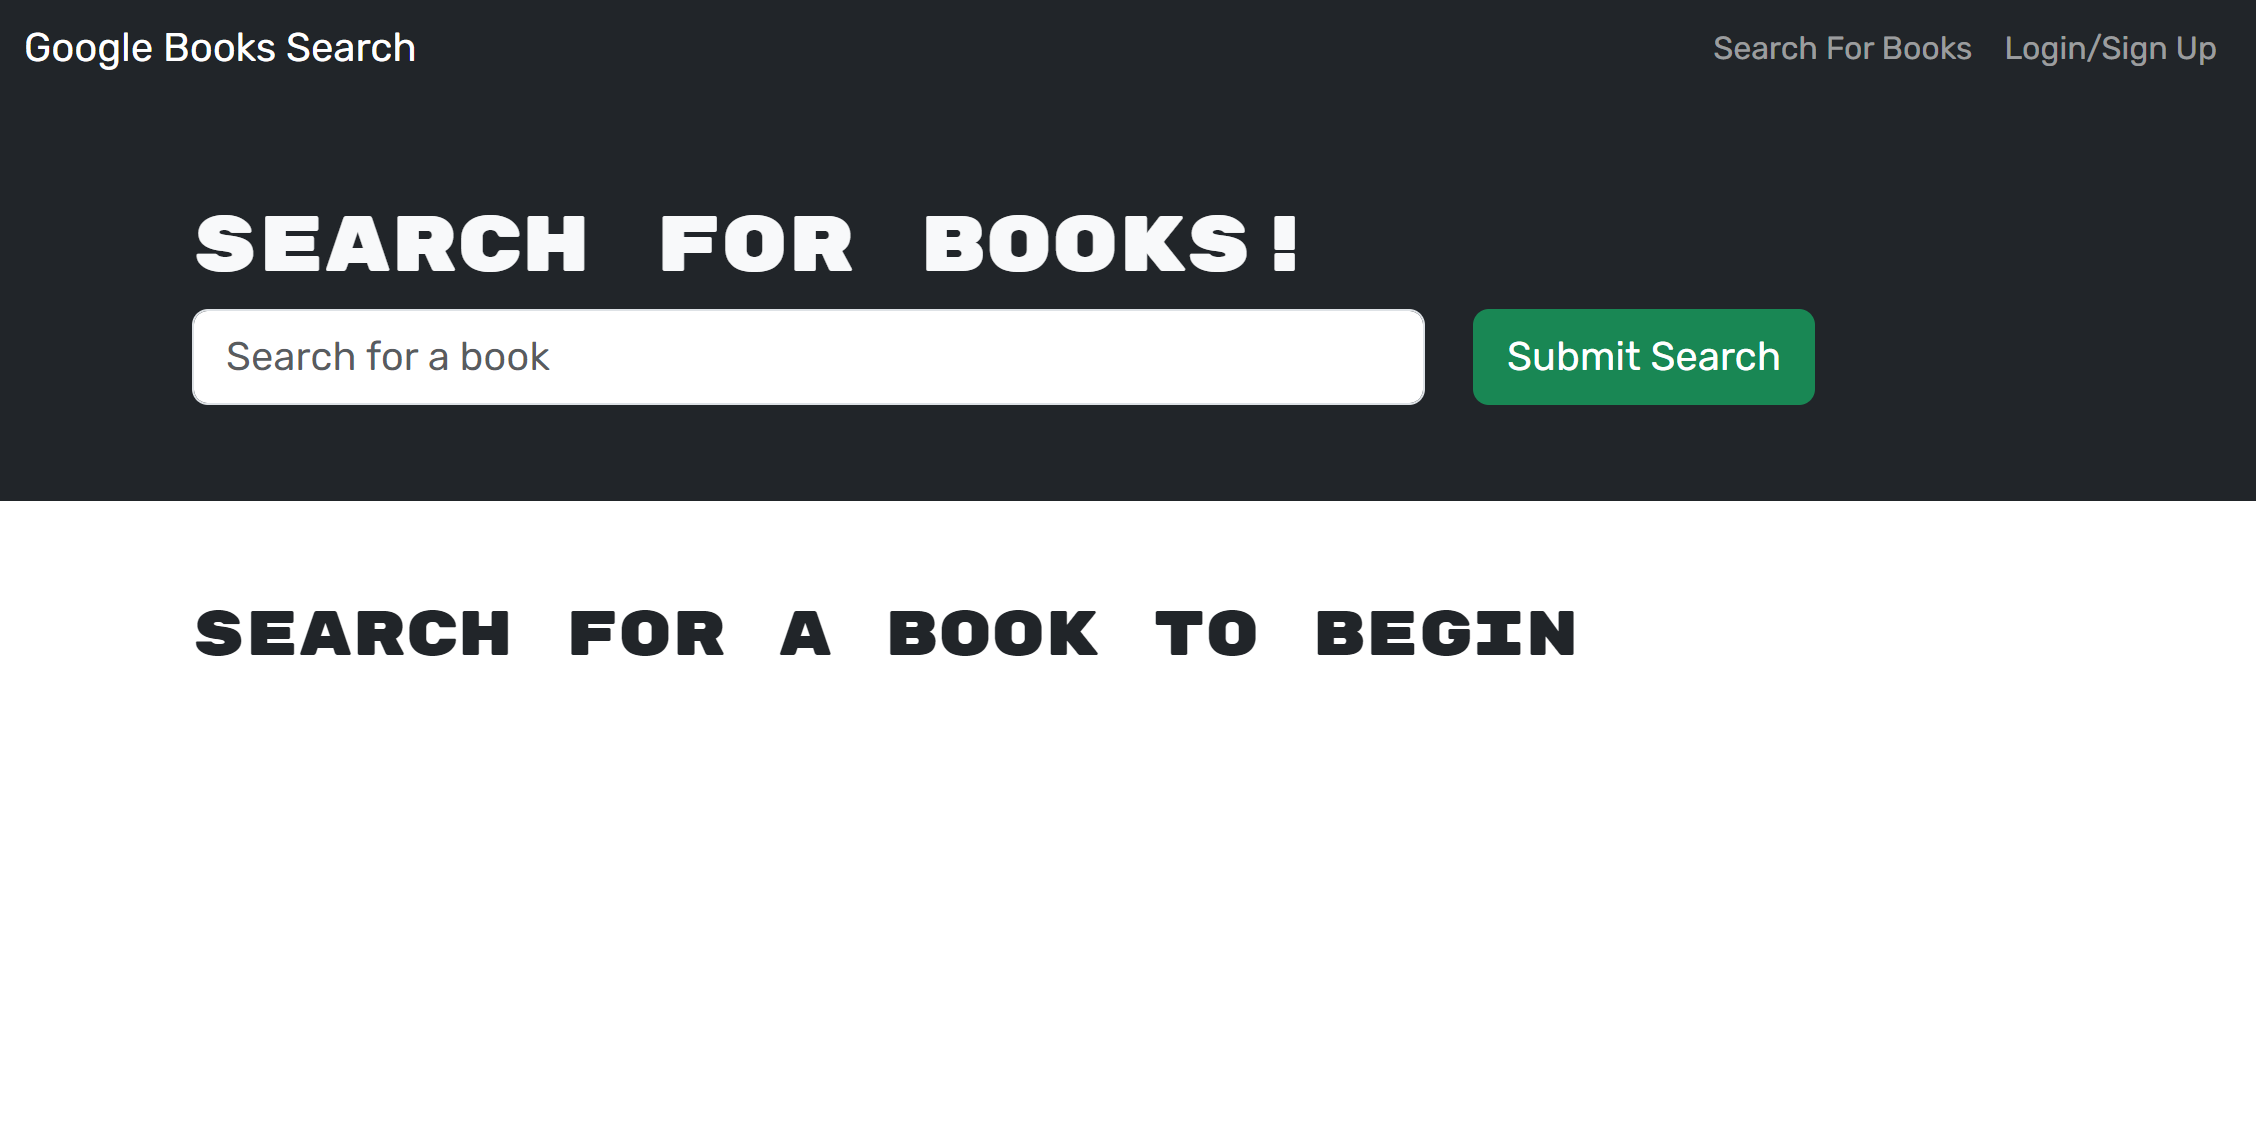 Google Books Search
Search For Books
Login/Sign Up
SEARCH FOR BOOKS!
Search for a book
Submit Search
SEARCH FOR A BOOK TO BEGIN